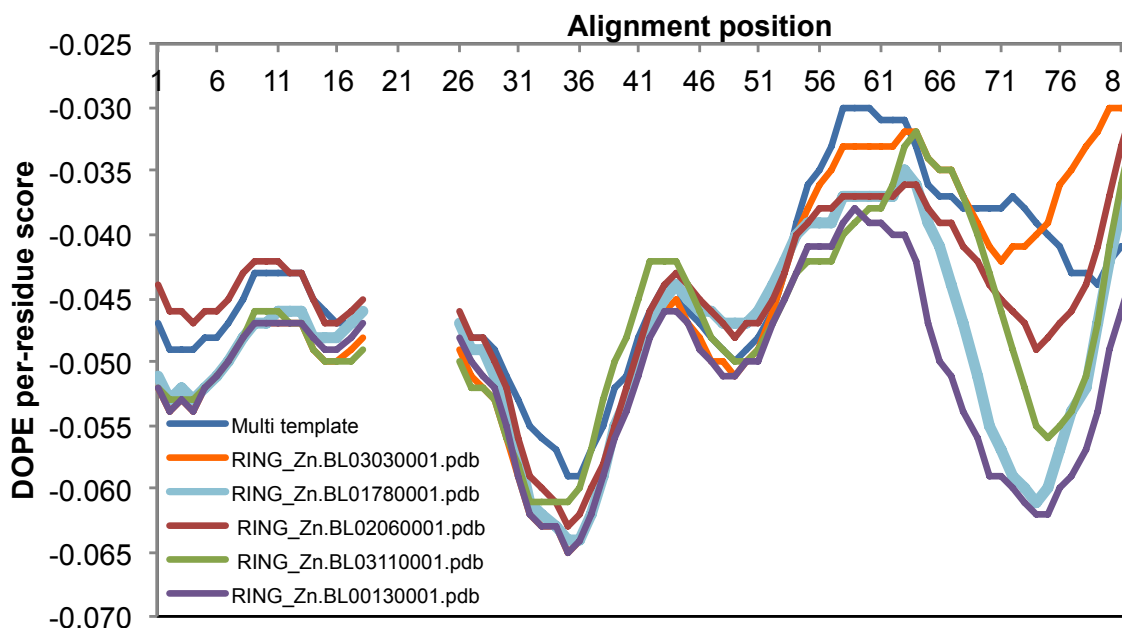 Alignment position
-0.025
1 6 11 16 21 26 31 36 41 46 51 56 61 66 71 76 8
-0.030
-0.035
-0.040
-0.045
-0.050
-0.055
-0.060
-0.065
-0.070
DOPE per-residue score
Multi template
RING_Zn.BL03030001.pdb
RING_Zn.BL01780001.pdb
RING_Zn.BL02060001.pdb
RING_Zn.BL03110001.pdb
RING_Zn.BL00130001.pdb